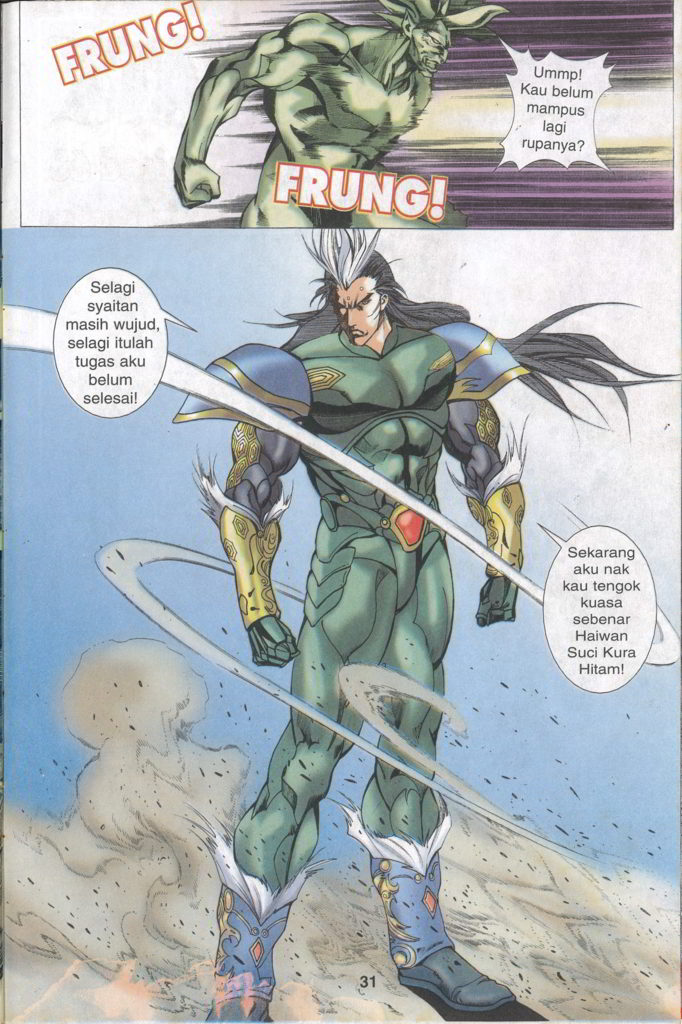 FRUNG!
Ummp!
Kau belum
mampus
lagi
rupanya?
FRUNG!
Selagi
syaitan
masih wujud,
selagi itulah
tugas aku
belum
selesai!
Sekarang
aku nak
kau tengok
kuasa
sebenar
Haiwan
Suci Kura
Hitam!
31